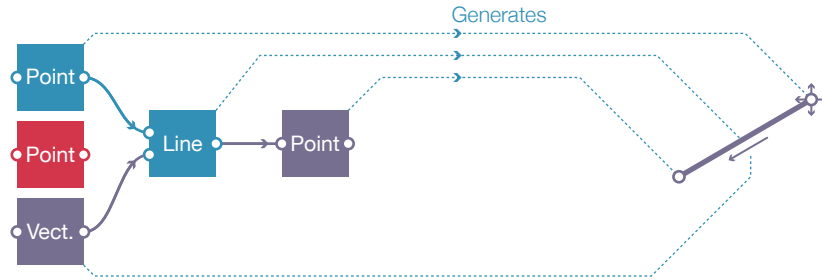 Generates
Point
Point
Line
Point
Vect.